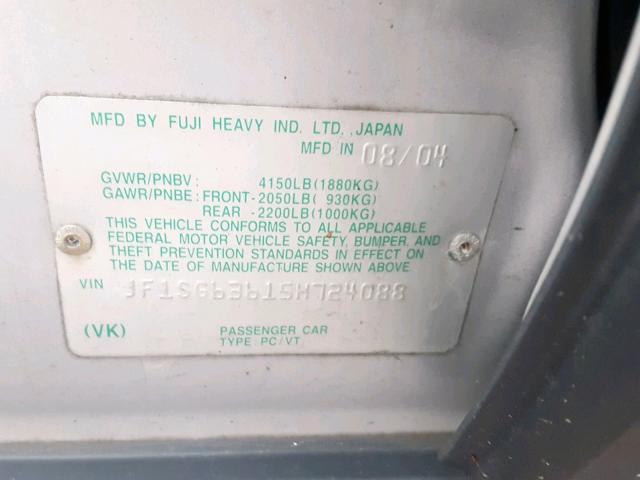 MFD BY FUJI HEAVY IND. LTD., JAPAN
MFD IN 08/04
GVWR/PNBV: 4150LB(1880KG)
GAWR/PNBE: FRONT-2050LB( 930KG)
REAR -2200LB(1000KG)
THIS VEHICLE CONFORMS TO ALL APPLICABLE
FEDERAL MOTOR VEHICLE SAFETY, BUMPER, AND
THEFT PREVENTION STANDARDS IN EFFECT ON
THE DATE OF MANUFACTURE SHOWN ABOVE.
VIN JF1SG63615H724088
(VK) PASSENGER CAR
TYPE: PC/VT